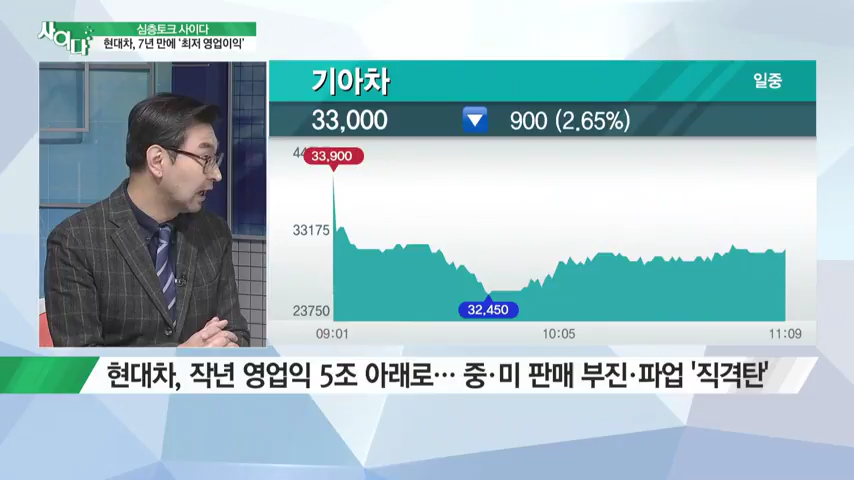 사이다
심층토크 사이다
현대차, 7년 만에 '최저 영업이익'
기아차
일중
33,000 ▼ 900 (2.65%)
33,900
33175
32,450
23750
09:01 10:05 11:09
현대차, 작년 영업익 5조 아래로… 중·미 판매 부진·파업 '직격탄'